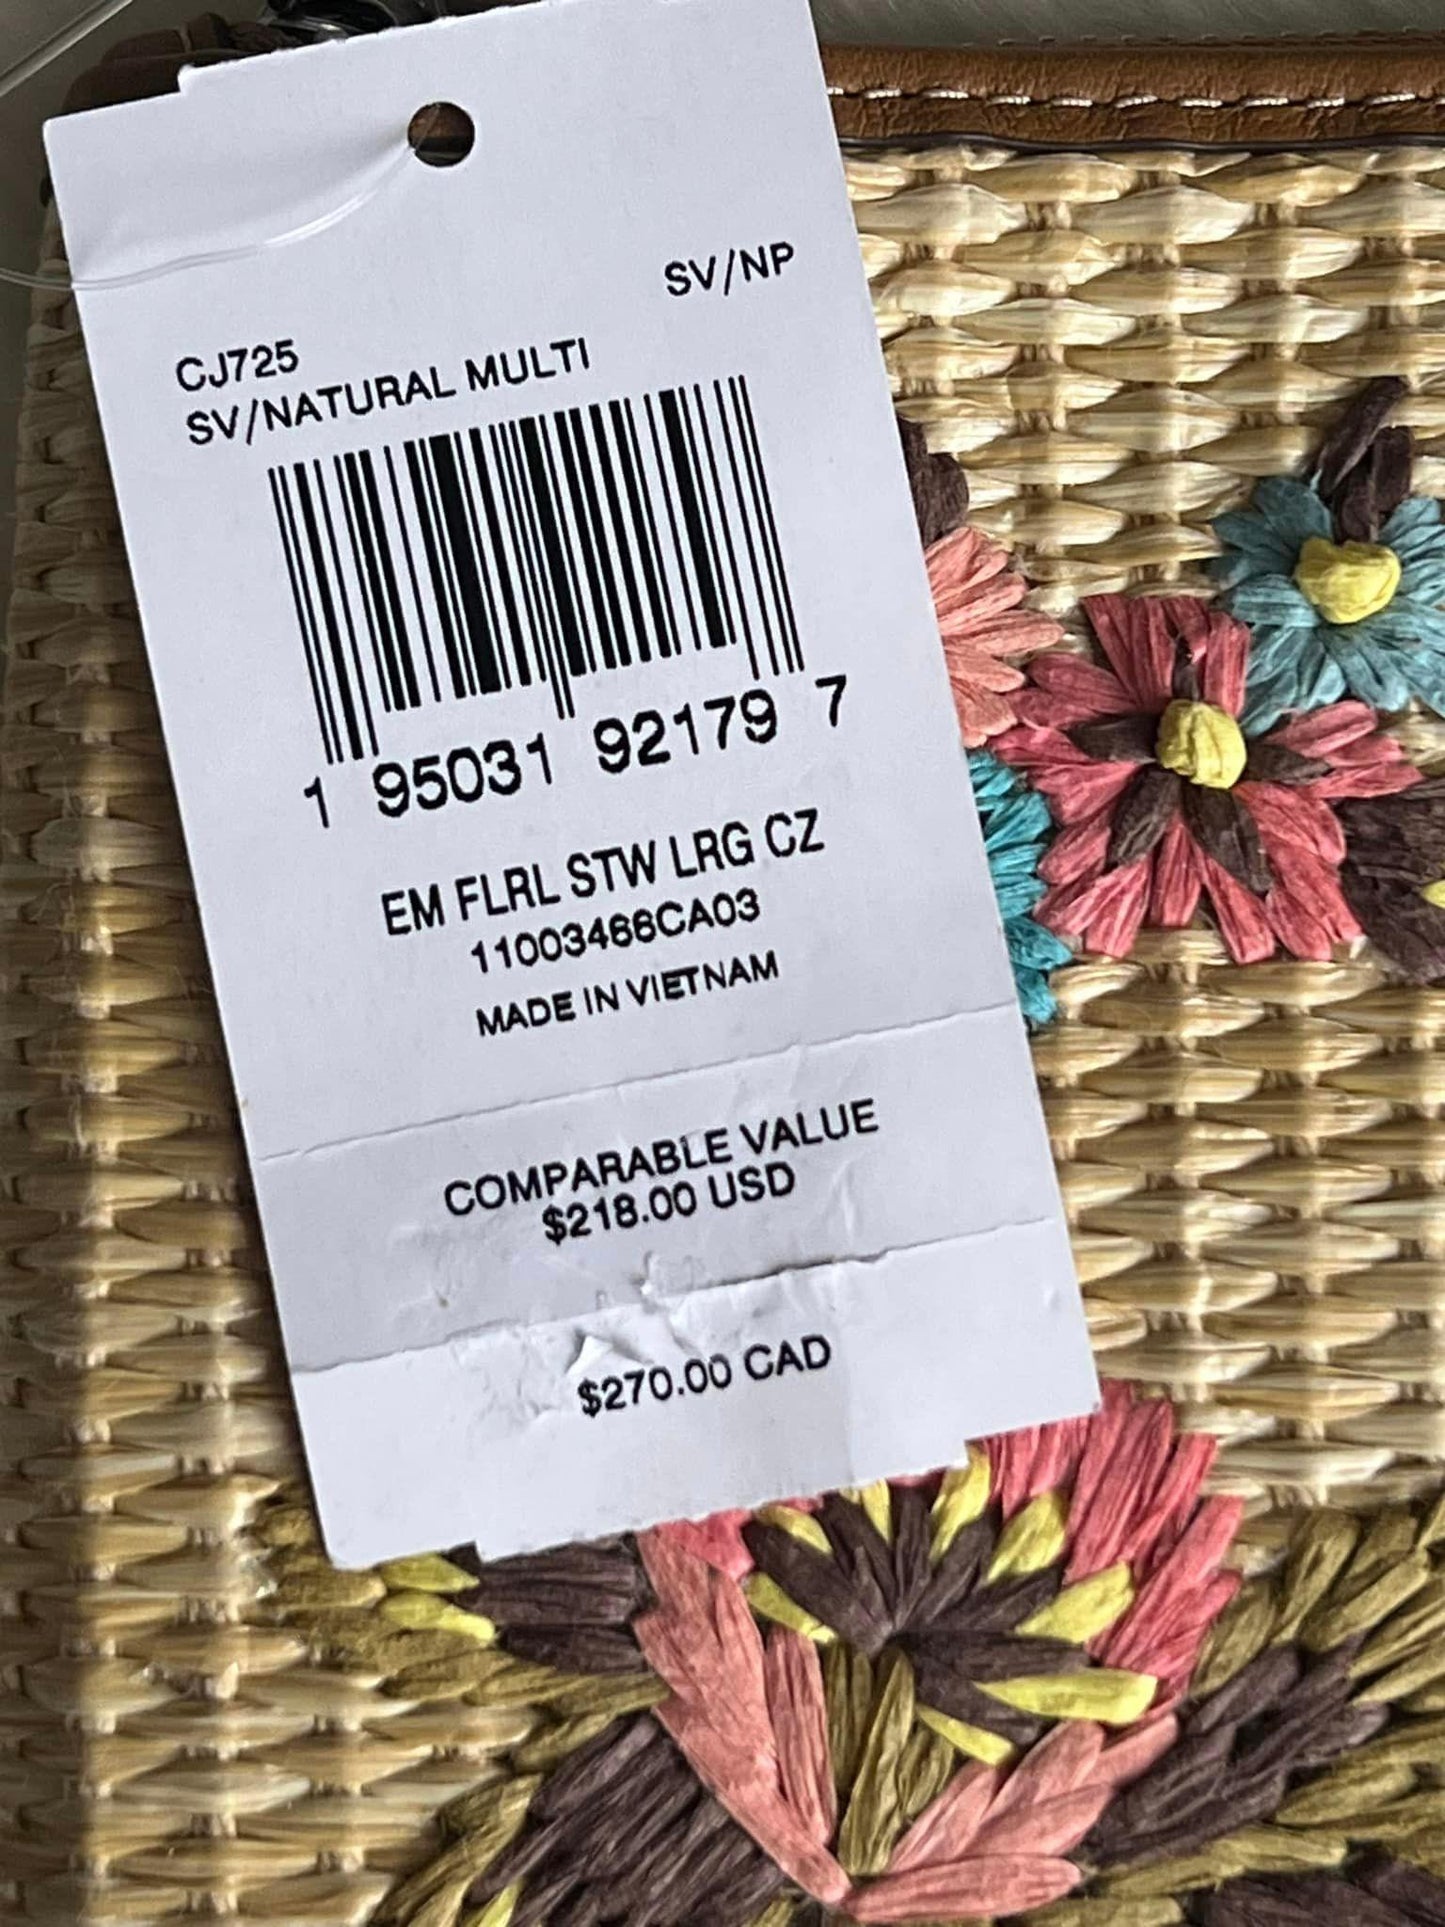 SV/NP
CJ725
SV/NATURAL MULTI
1 95031 92179 7
EM FLRL STW LRG CZ
11003466CA03
MADE IN VIETNAM
COMPARABLE VALUE
$218.00 USD
$270.00 CAD